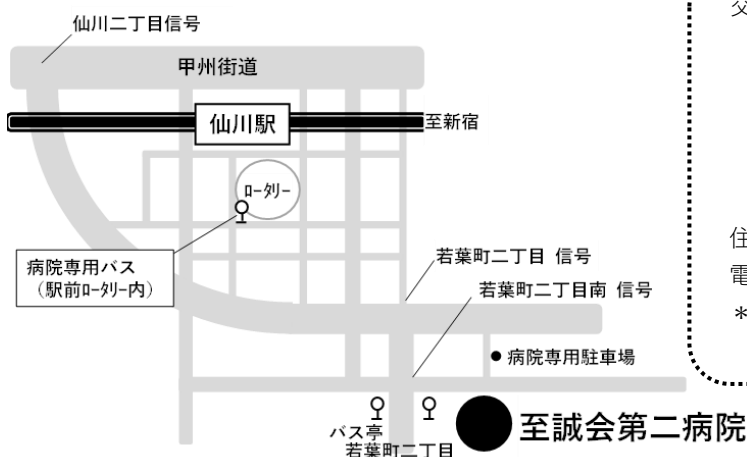 仙川二丁目信号
甲州街道
仙川駅
至新宿
ﾛｰﾀﾘｰ
病院専用バス
（駅前ﾛｰﾀﾘｰ内）
若葉町二丁目 信号
若葉町二丁目南 信号
● 病院専用駐車場
バス亭
若葉町二丁目
至誠会第二病院
住
電
＊